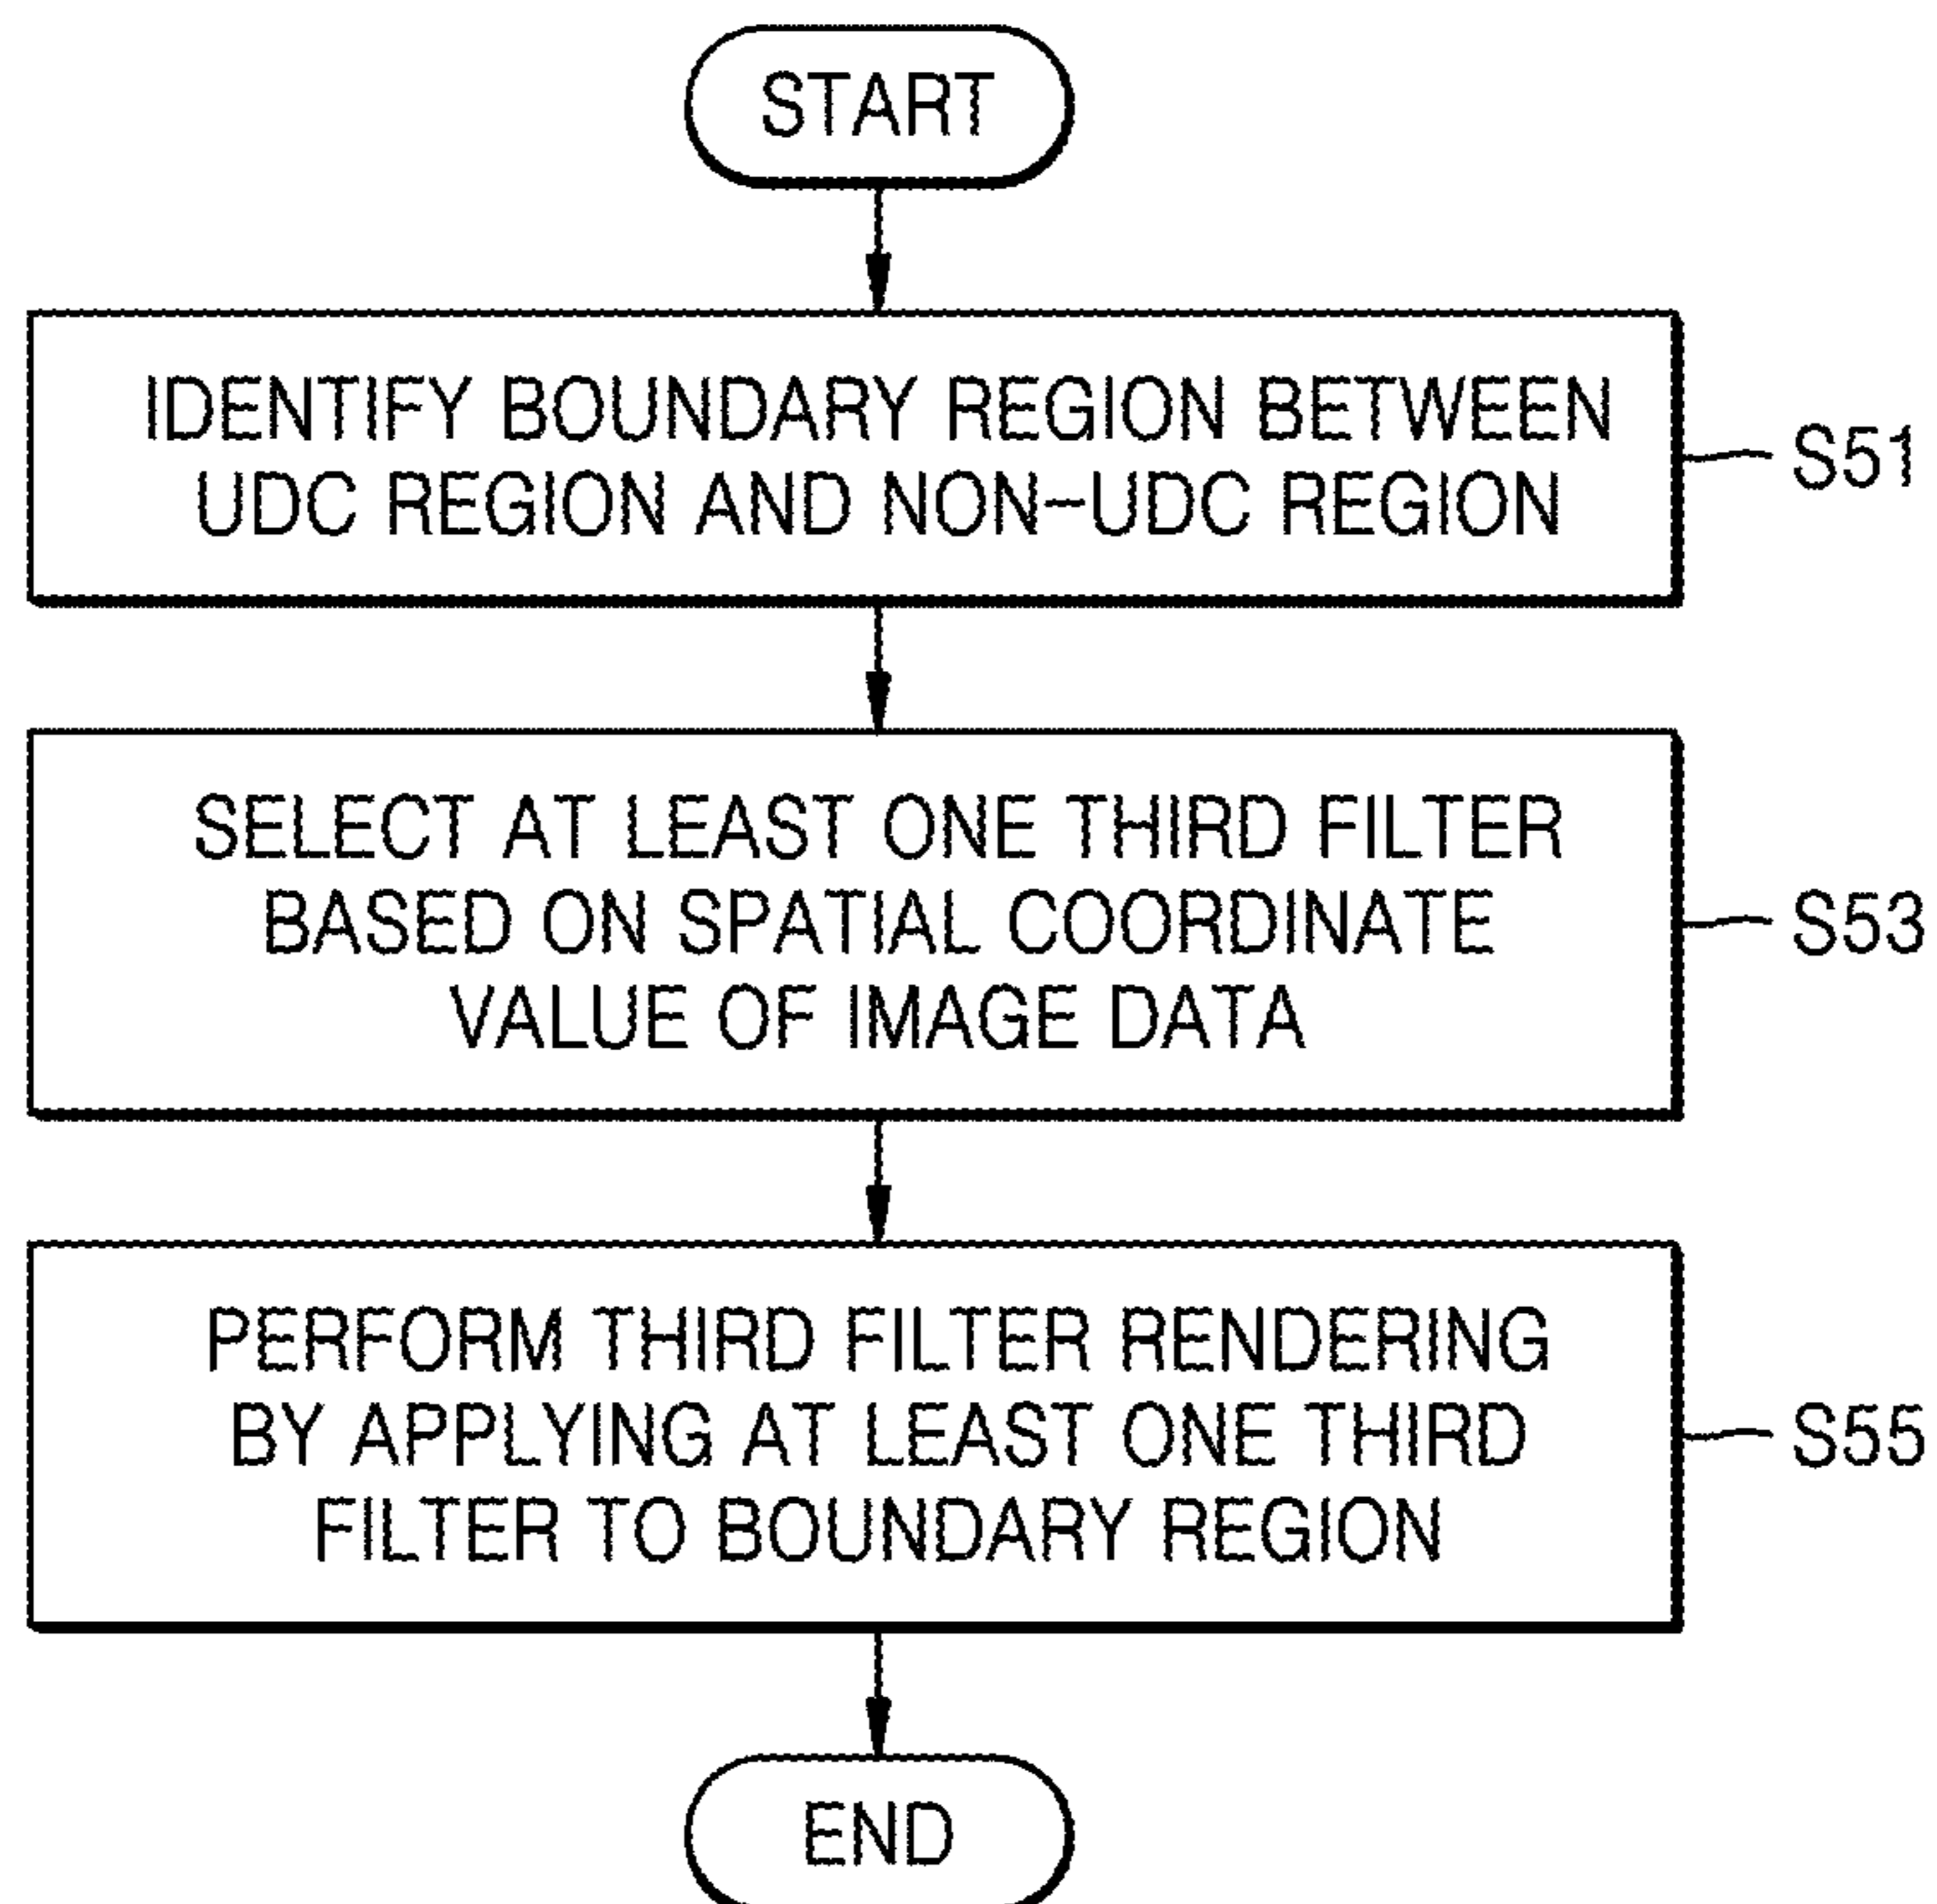 START
IDENTIFY BOUNDARY REGION BETWEEN
UDC REGION AND NON-UDC REGION
S51
SELECT AT LEAST ONE THIRD FILTER
BASED ON SPATIAL COORDINATE
VALUE OF IMAGE DATA
S53
PERFORM THIRD FILTER RENDERING
BY APPLYING AT LEAST ONE THIRD
FILTER TO BOUNDARY REGION
S55
END